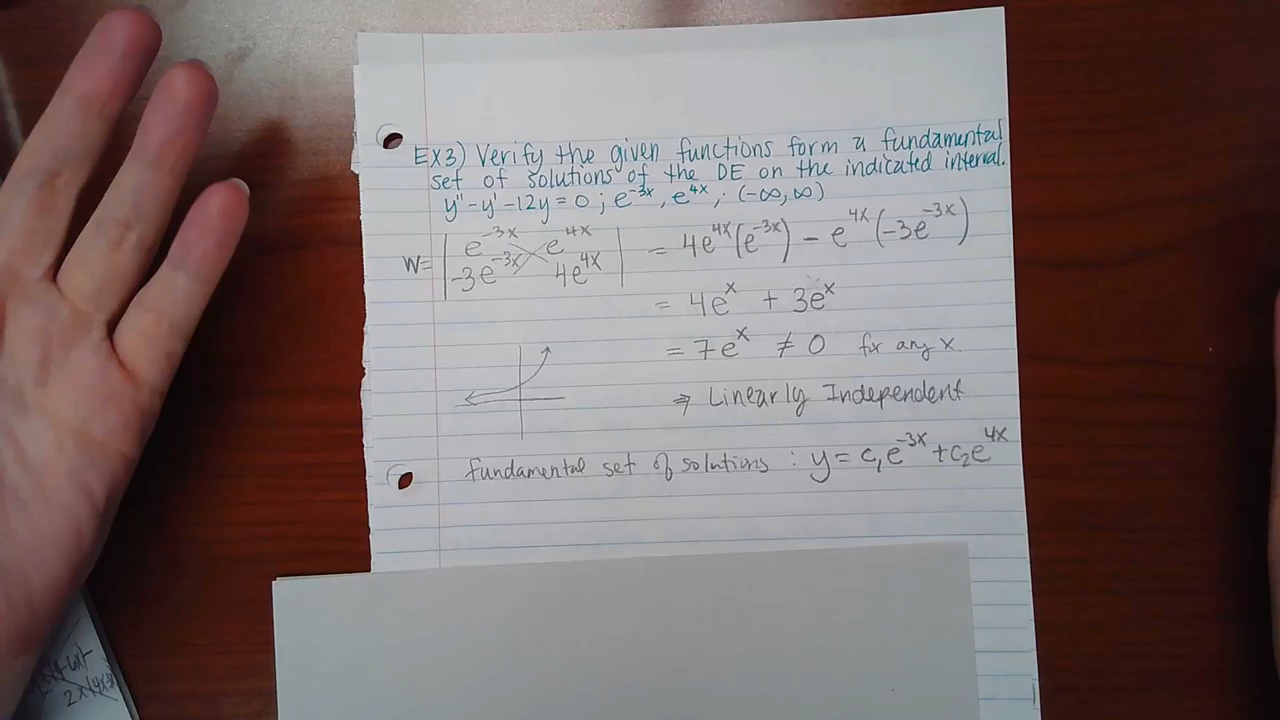 EX3) Verify the given functions form a fundamental
set of solutions of the DE on the indicated interval.
y''-y'-12y=0 ; e^{-3x}, e^{4x} ; (-∞,∞)
W= | e^{-3x} e^{4x} | = 4e^{4x}(e^{-3x}) - e^{4x}(-3e^{-3x})
| -3e^{-3x} 4e^{4x} |
= 4e^x + 3e^x
= 7e^x ≠ 0 for any x.
⇒ Linearly Independent
fundamental set of solutions : y = c₁e^{-3x} + c₂e^{4x}